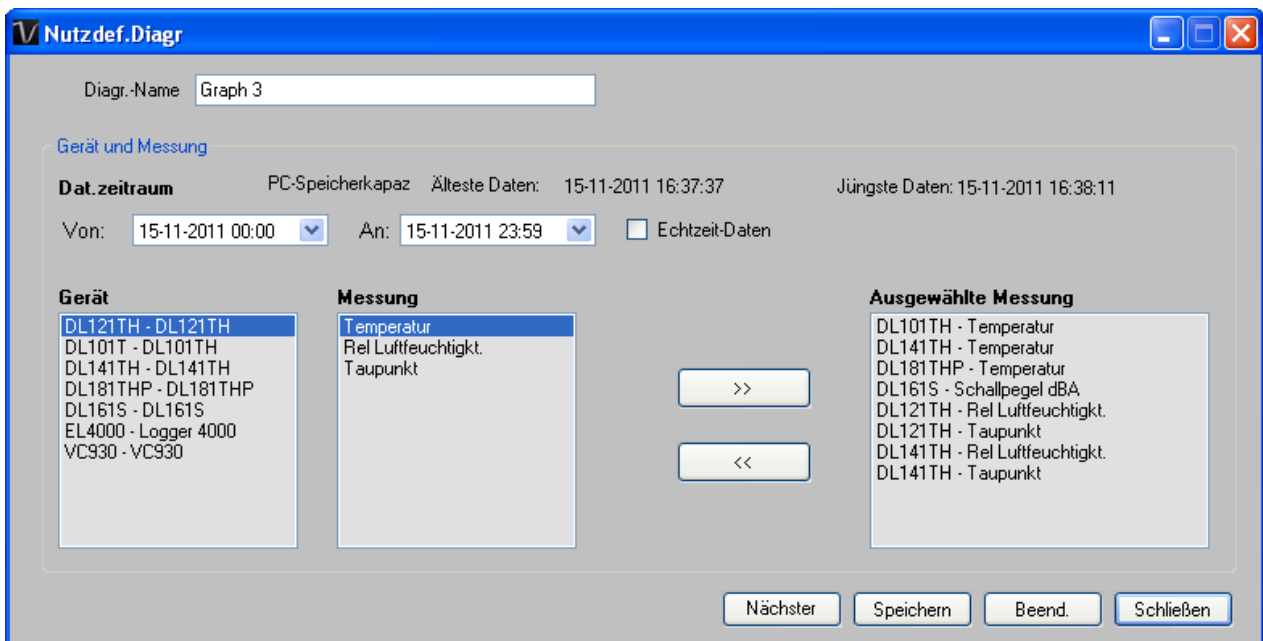 Nutzdef.Diagr
Diagr.-Name Graph 3
Gerät und Messung
Dat.zeitraum PC-Speicherkapaz Älteste Daten: 15-11-2011 16:37:37 Jüngste Daten: 15-11-2011 16:38:11
Von: 15-11-2011 00:00 An: 15-11-2011 23:59 Echtzeit-Daten
Gerät
DL121TH - DL121TH
DL101T - DL101TH
DL141TH - DL141TH
DL181THP - DL181THP
DL161S - DL161S
EL4000 - Logger 4000
VC930 - VC930
Messung
Temperatur
Rel Luftfeuchtigkt.
Taupunkt
>>
<<
Ausgewählte Messung
DL101TH - Temperatur
DL141TH - Temperatur
DL181THP - Temperatur
DL161S - Schallpegel dBA
DL121TH - Rel Luftfeuchtigkt.
DL121TH - Taupunkt
DL141TH - Rel Luftfeuchtigkt.
DL141TH - Taupunkt
Nächster Speichern Beend. Schließen